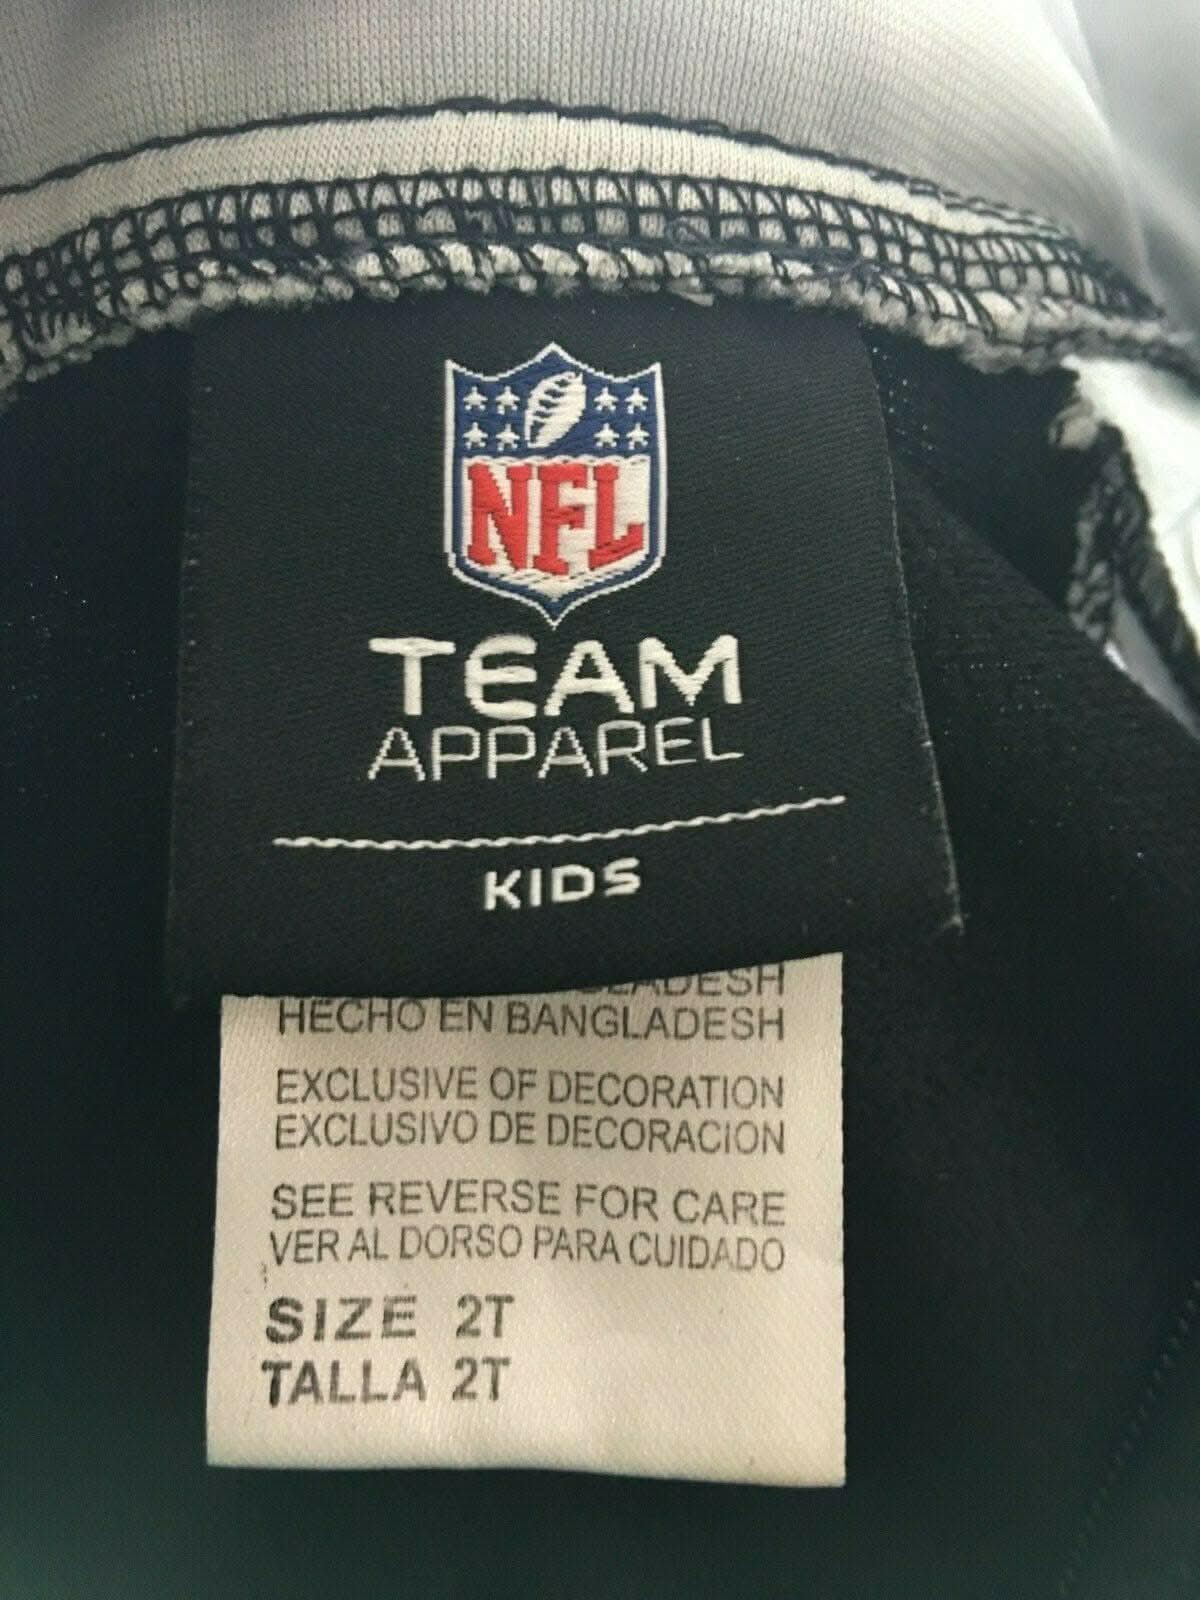 NFL
TEAM
APPAREL
KIDS
BANGLADESH
HECHO EN BANGLADESH
EXCLUSIVE OF DECORATION
EXCLUSIVO DE DECORACION
SEE REVERSE FOR CARE
VER AL DORSO PARA CUIDADO
SIZE 2T
TALLA 2T